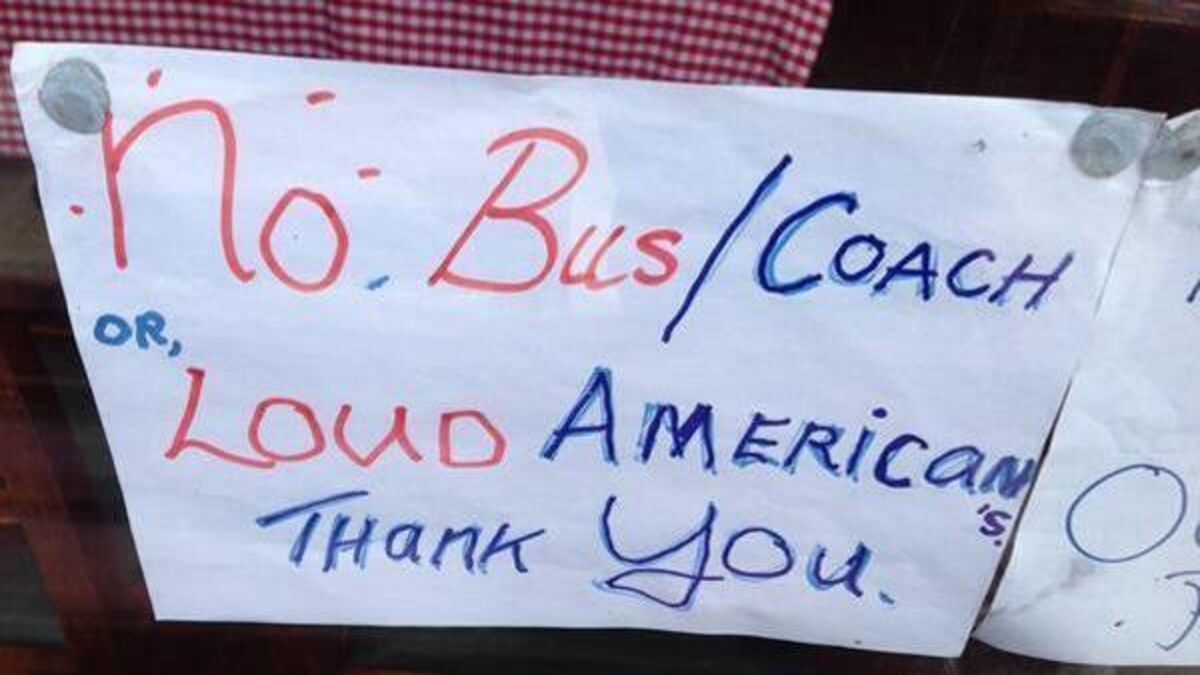 No. Bus/COACH
OR,
LOUD AMERiCaN
's.
THanK YOU.